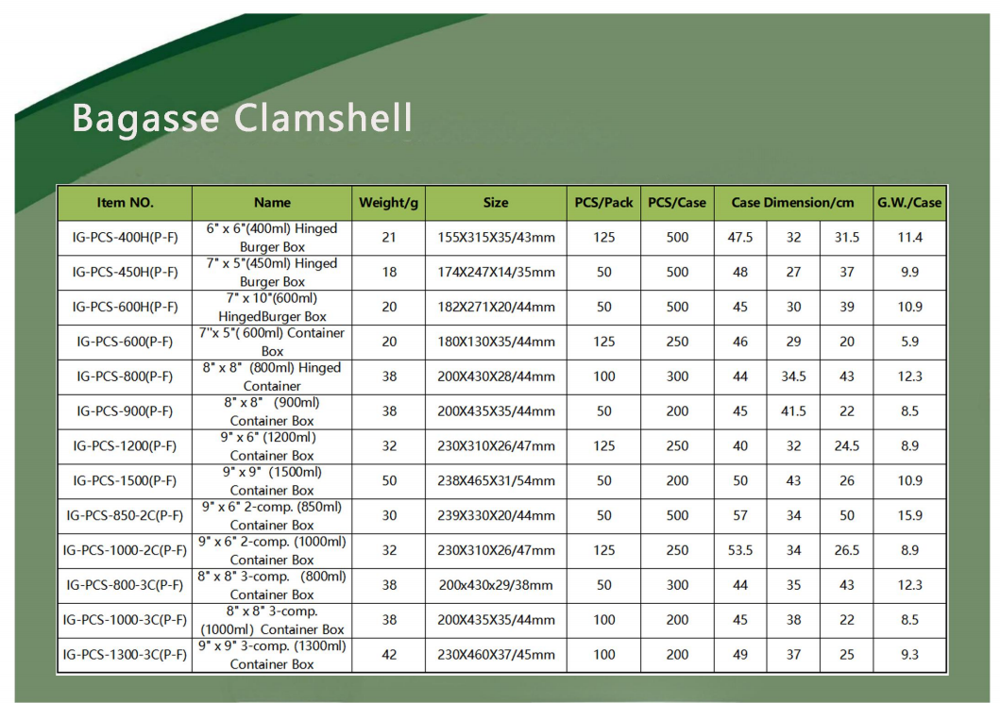 Bagasse Clamshell
Item NO. Name Weight/g Size PCS/Pack PCS/Case Case Dimension/cm G.W./Case
IG-PCS-400H(P-F) 6" x 6"(400ml) Hinged Burger Box 21 155X315X35/43mm 125 500 47.5 32 31.5 11.4
IG-PCS-450H(P-F) 7" x 5"(450ml) Hinged Burger Box 18 174X247X14/35mm 50 500 48 27 37 9.9
IG-PCS-600H(P-F) 7" x 10"(600ml) HingedBurger Box 20 182X271X20/44mm 50 500 45 30 39 10.9
IG-PCS-600(P-F) 7''x 5"( 600ml) Container Box 20 180X130X35/44mm 125 250 46 29 20 5.9
IG-PCS-800(P-F) 8" x 8" (800ml) Hinged Container 38 200X430X28/44mm 100 300 44 34.5 43 12.3
IG-PCS-900(P-F) 8" x 8" (900ml) Container Box 38 200X435X35/44mm 50 200 45 41.5 22 8.5
IG-PCS-1200(P-F) 9" x 6" (1200ml) Container Box 32 230X310X26/47mm 125 250 40 32 24.5 8.9
IG-PCS-1500(P-F) 9" x 9" (1500ml) Container Box 50 238X465X31/54mm 50 200 50 43 26 10.9
IG-PCS-850-2C(P-F) 9" x 6" 2-comp. (850ml) Container Box 30 239X330X20/44mm 50 500 57 34 50 15.9
IG-PCS-1000-2C(P-F) 9" x 6" 2-comp. (1000ml) Container Box 32 230X310X26/47mm 125 250 53.5 34 26.5 8.9
IG-PCS-800-3C(P-F) 8" x 8" 3-comp. (800ml) Container Box 38 200x430x29/38mm 50 300 44 35 43 12.3
IG-PCS-1000-3C(P-F) 8" x 8" 3-comp. (1000ml) Container Box 38 200X435X35/44mm 100 200 45 38 22 8.5
IG-PCS-1300-3C(P-F) 9" x 9" 3-comp. (1300ml) Container Box 42 230X460X37/45mm 100 200 49 37 25 9.3